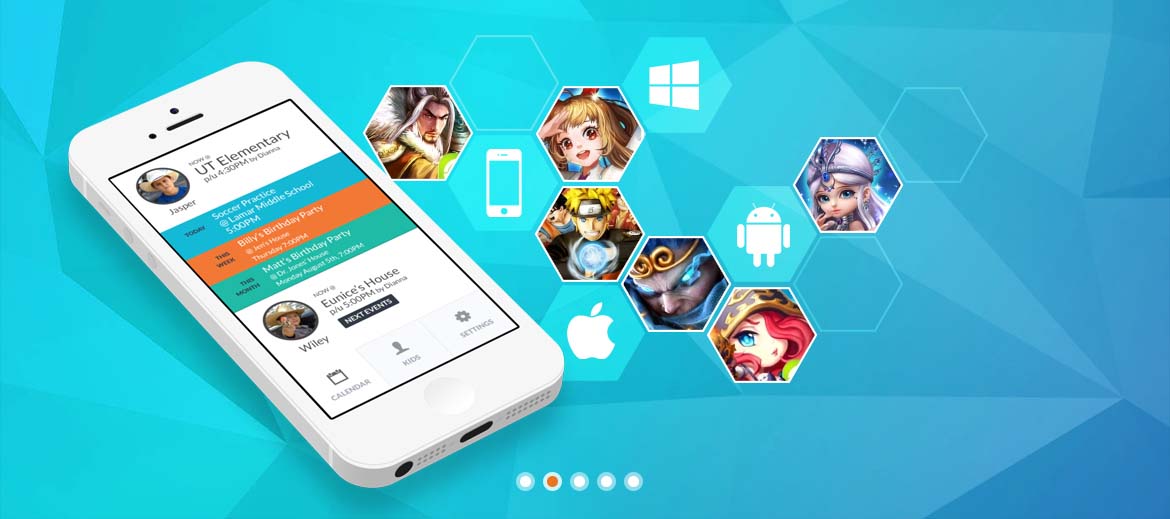 NOW @
UT Elementary
p/u 4:30PM by Dianna
Jasper
TODAY
Soccer Practice
@ Lamar Middle School
5:00PM
THIS
WEEK
Billy's Birthday Party
@ Jen's House
Thursday 7:00PM
THIS
MONTH
Matt's Birthday Party
@ Dr. Jones' House
Monday August 5th, 7:00PM
NOW @
Eunice's House
p/u 5:00PM by Dianna
NEXT EVENTS
Wiley
CALENDAR
KIDS
SETTINGS